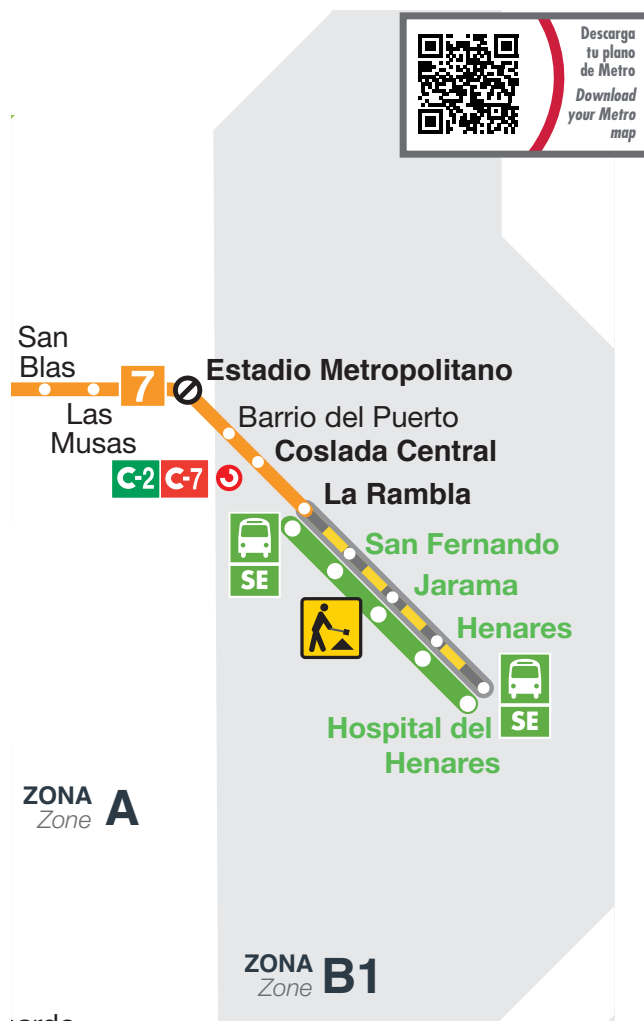 Descarga
tu plano
de Metro
Download
your Metro
map
San
Blas
7
Estadio Metropolitano
Las
Musas
Barrio del Puerto
Coslada Central
C-2 C-7
La Rambla
SE
San Fernando
Jarama
Henares
SE
Hospital del
Henares
ZONA
Zone
A
ZONA
Zone
B1